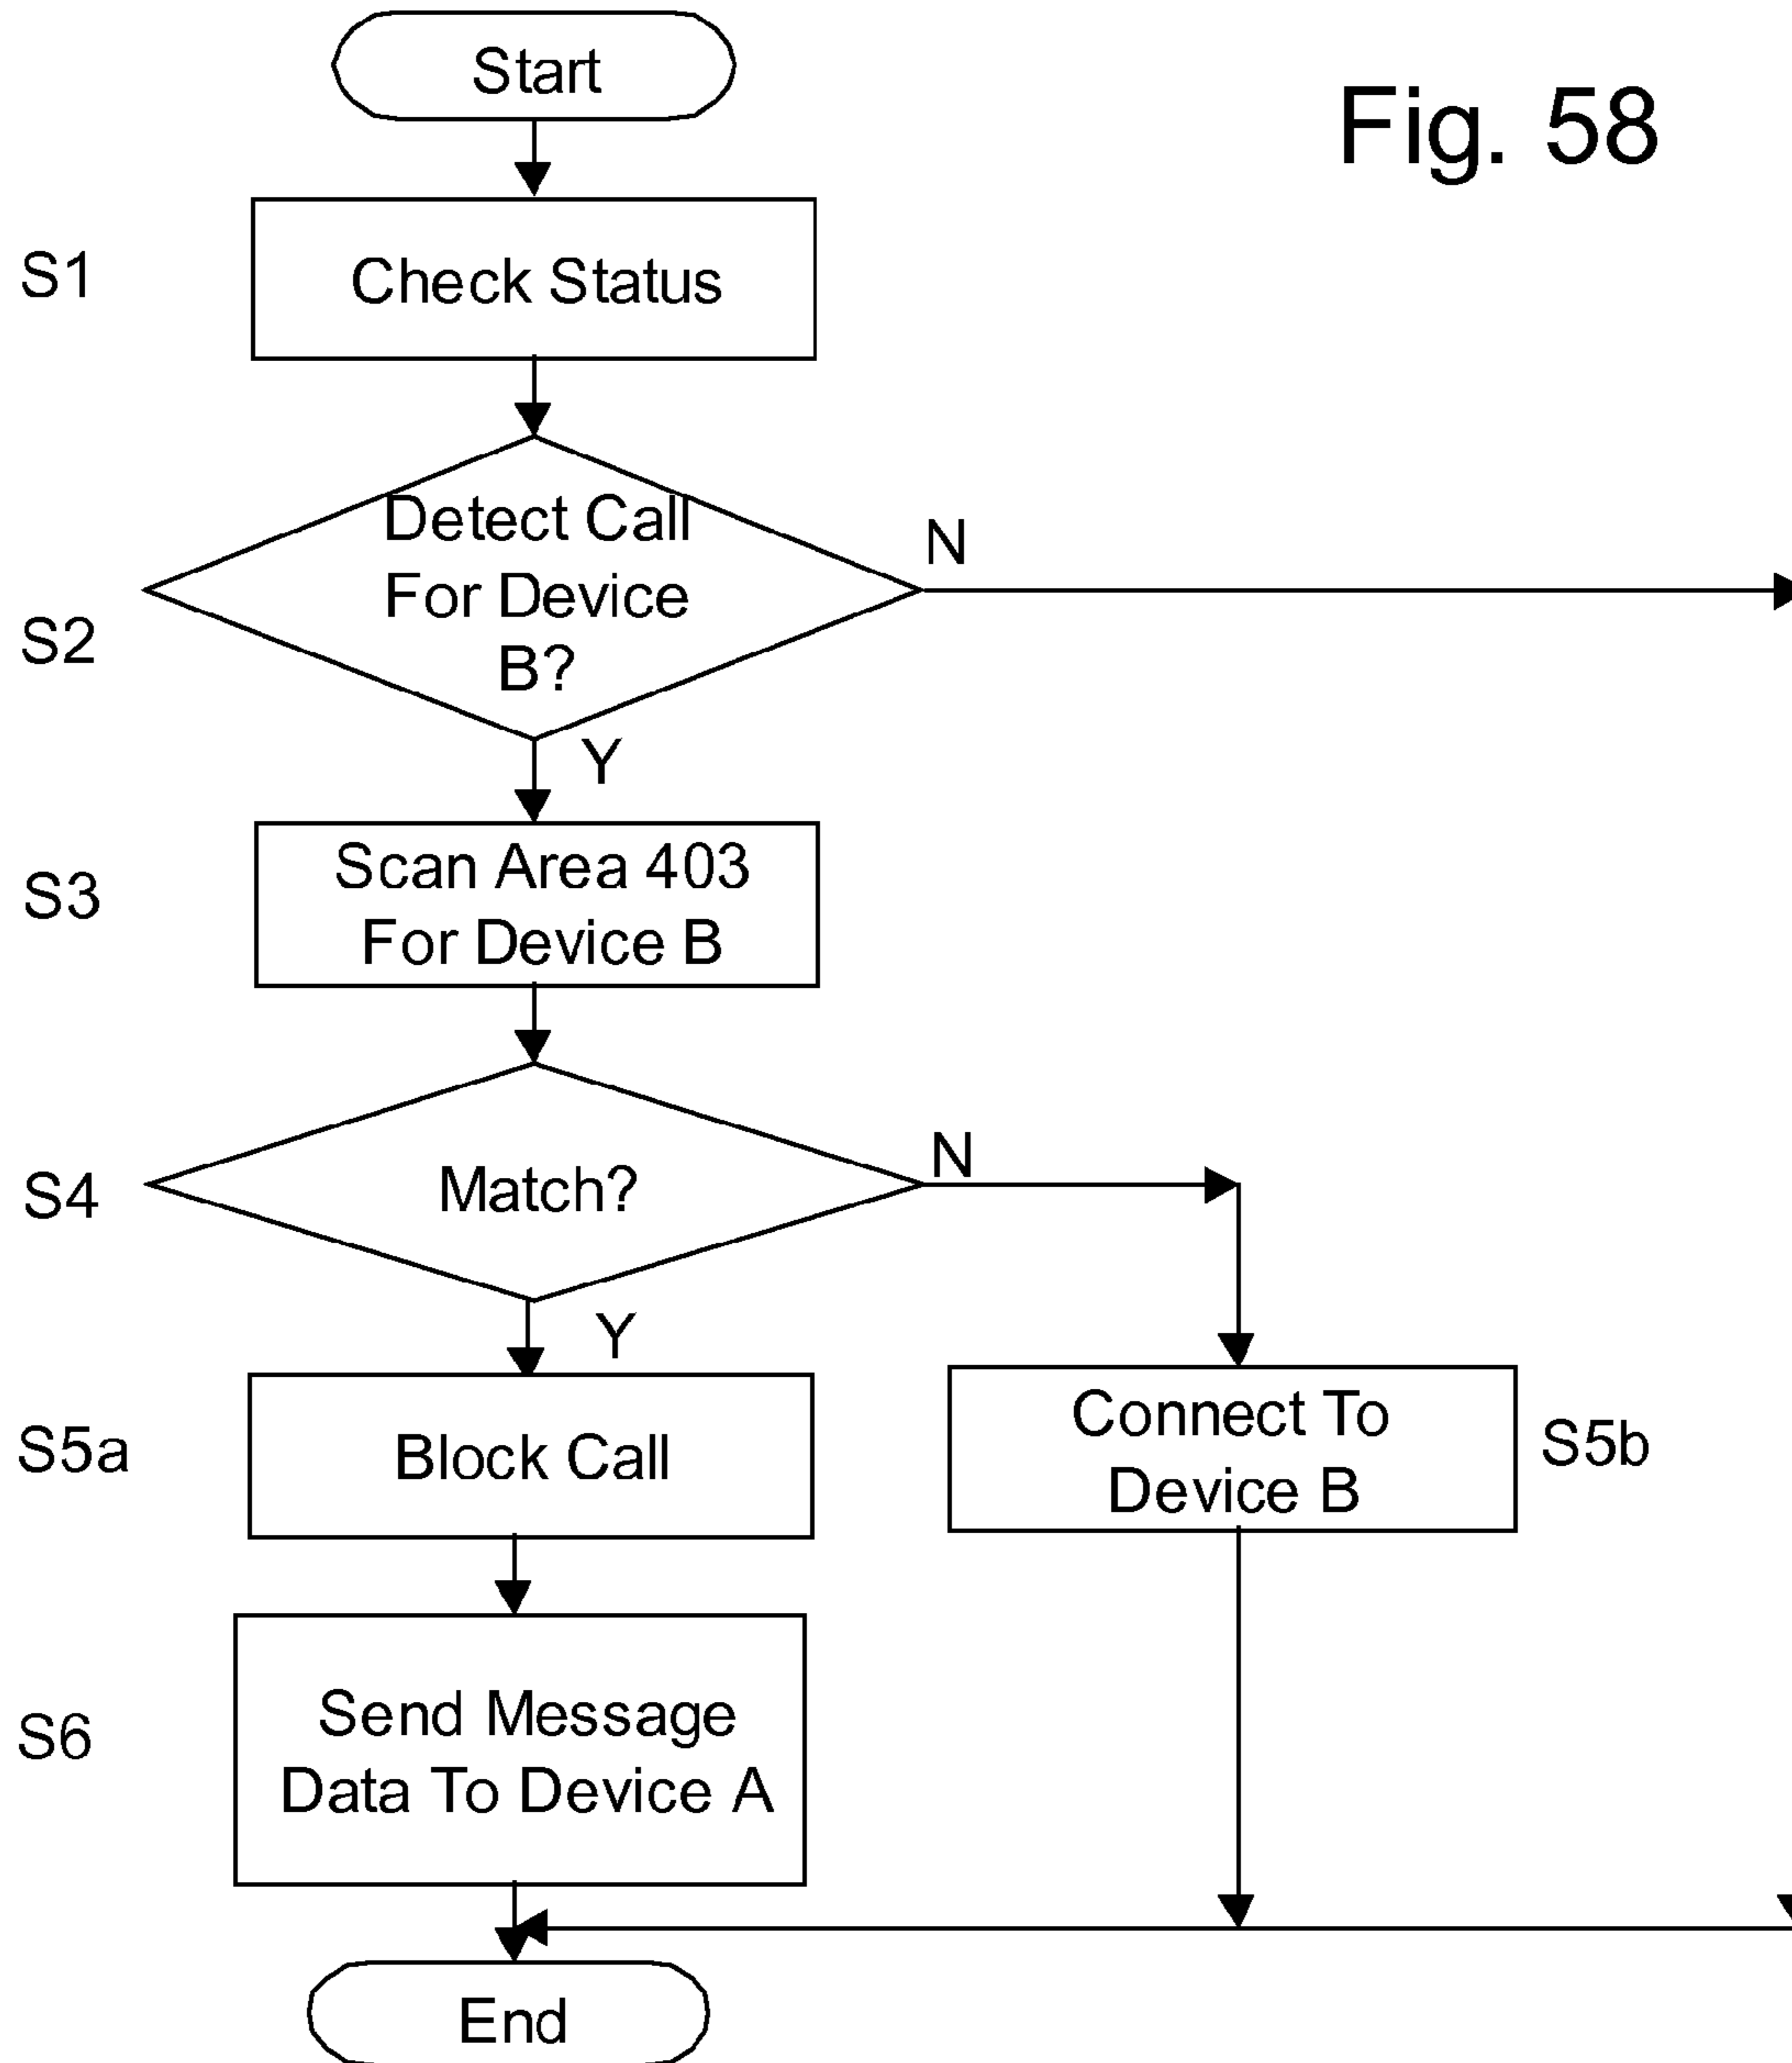 Start
Fig. 58
S1
Check Status
Detect Call
For Device
B?
N
S2
Y
Scan Area 403
For Device B
S3
N
S4
Match?
Y
S5a
Block Call
Connect To
Device B
S5b
Send Message
Data To Device A
S6
End